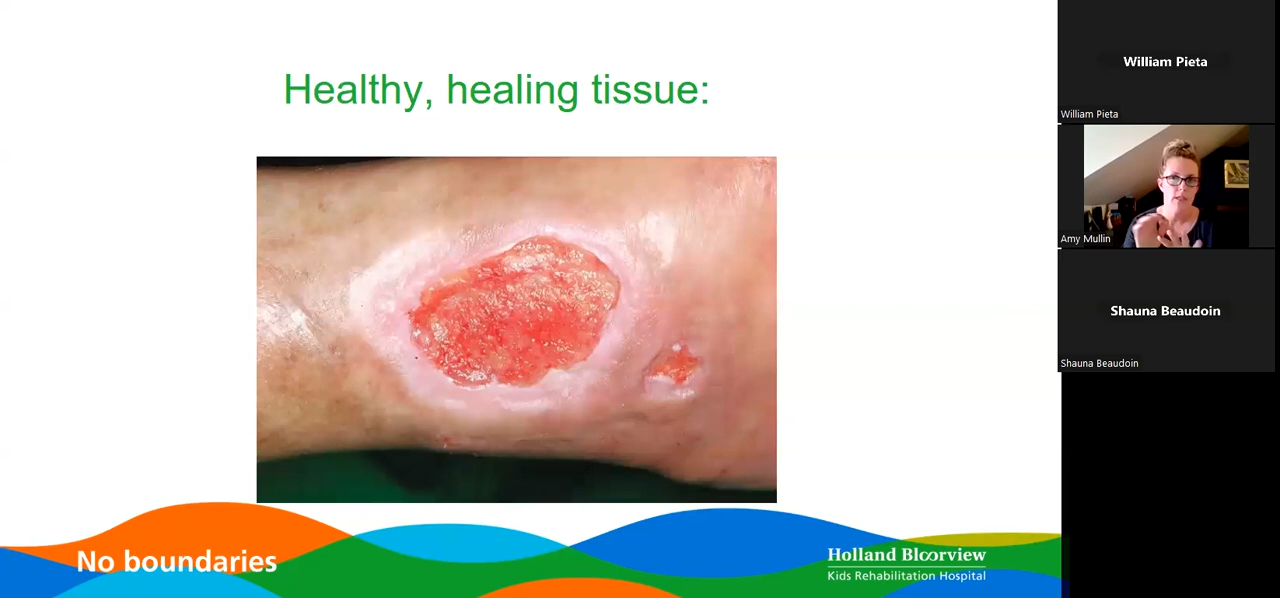 Healthy, healing tissue:
William Pieta
William Pieta
Amy Mullin
Shauna Beaudoin
Shauna Beaudoin
No boundaries
Holland Bloorview
Kids Rehabilitation Hospital